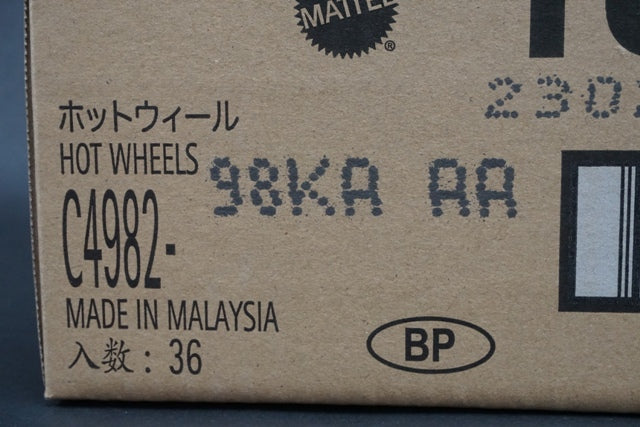 MATTEL
®
2302
ホットウィール
HOT WHEELS
98KA AA
C4982-
MADE IN MALAYSIA
入数: 36
BP